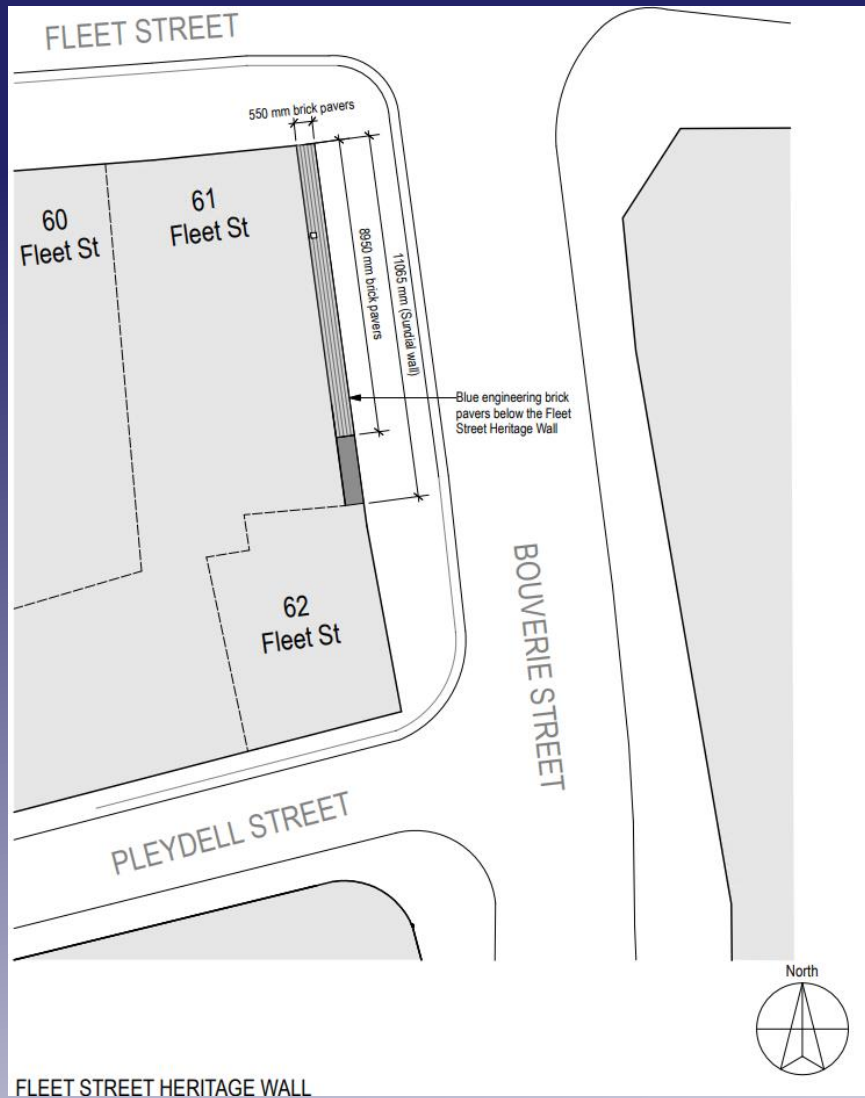 FLEET STREET
550 mm brick pavers
60
Fleet St
61
Fleet St
8950 mm brick pavers
11065 mm (Sundial wall)
Blue engineering brick
pavers below the Fleet
Street Heritage Wall
62
Fleet St
BOUVERIE STREET
PLEYDELL STREET
North
FLEET STREET HERITAGE WALL